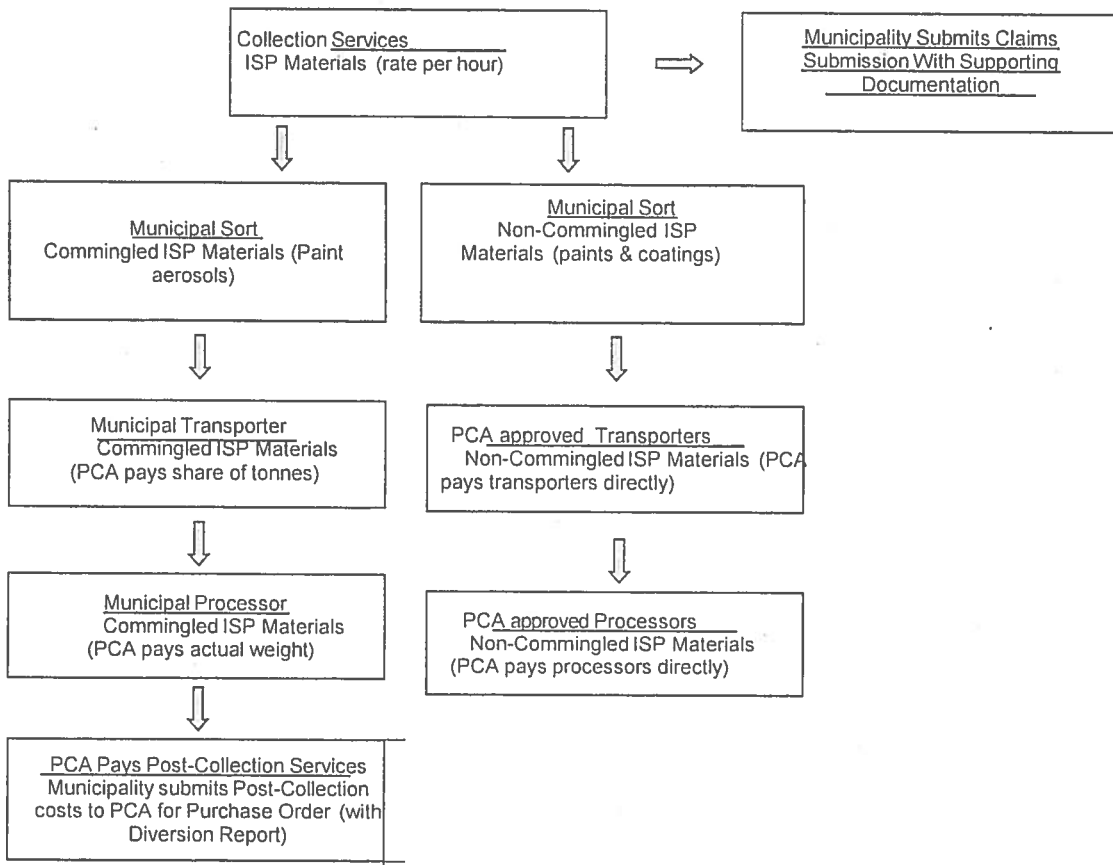 Collection Services
ISP Materials (rate per hour)
Municipality Submits Claims
Submission With Supporting
Documentation
Municipal Sort
Commingled ISP Materials (Paint
aerosols)
Municipal Sort
Non-Commingled ISP
Materials (paints & coatings)
Municipal Transporter
Commingled ISP Materials
(PCA pays share of tonnes)
PCA approved Transporters
Non-Commingled ISP Materials (PCA
pays transporters directly)
Municipal Processor
Commingled ISP Materials
(PCA pays actual weight)
PCA approved Processors
Non-Commingled ISP Materials
(PCA pays processors directly)
PCA Pays Post-Collection Services
Municipality submits Post-Collection
costs to PCA for Purchase Order (with
Diversion Report)